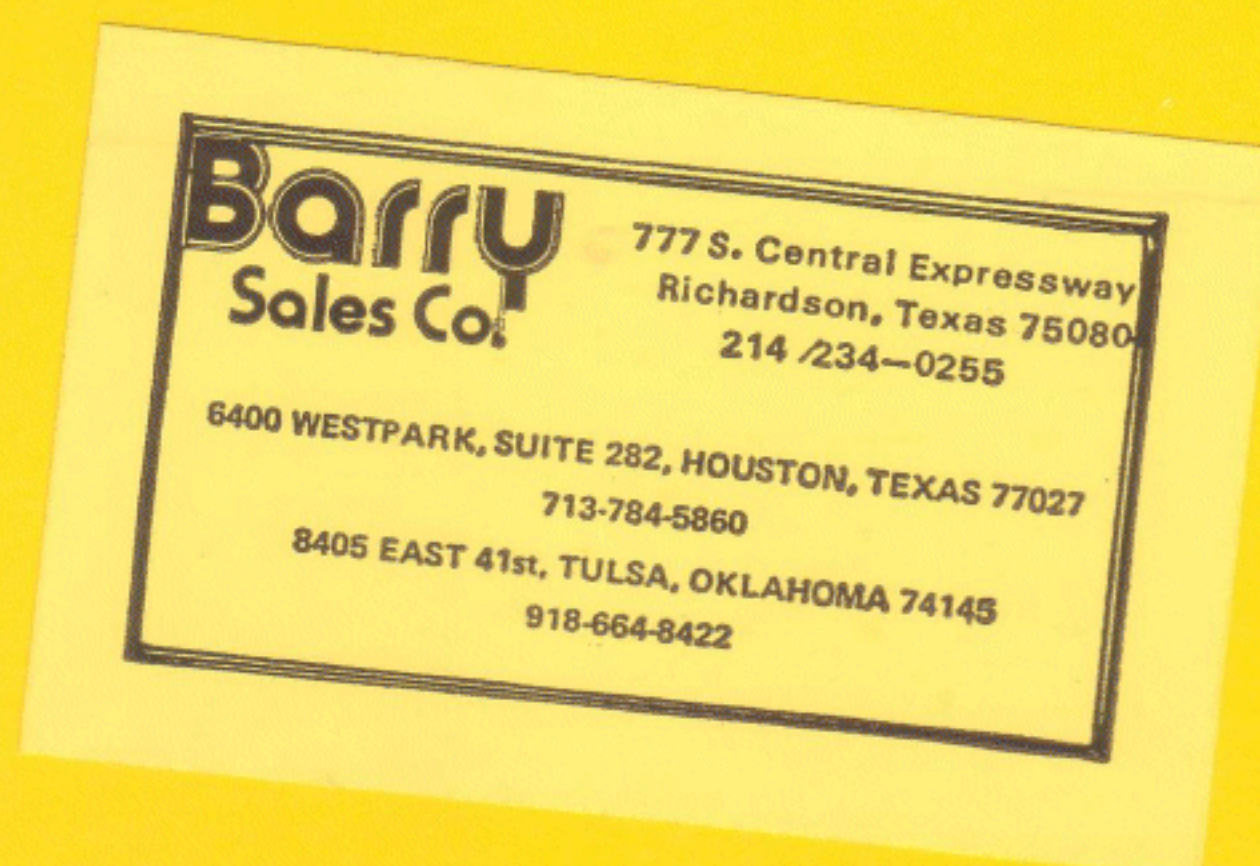 Barry
Sales Co.
777 S. Central Expressway
Richardson, Texas 75080
214/234—0255
6400 WESTPARK, SUITE 282, HOUSTON, TEXAS 77027
713-784-5860
8405 EAST 41st, TULSA, OKLAHOMA 74145
918-664-8422